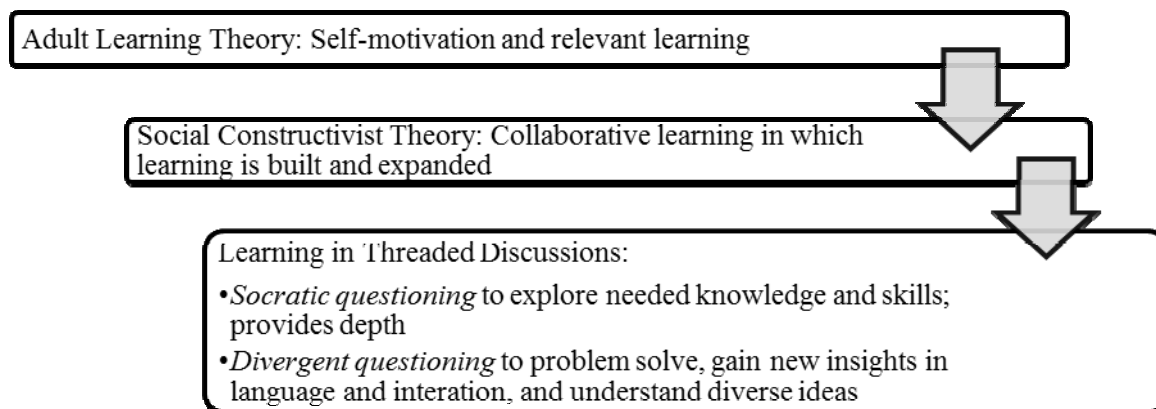 Adult Learning Theory: Self-motivation and relevant learning
Social Constructivist Theory: Collaborative learning in which
learning is built and expanded
Learning in Threaded Discussions:
•Socratic questioning to explore needed knowledge and skills;
provides depth
•Divergent questioning to problem solve, gain new insights in
language and interation, and understand diverse ideas